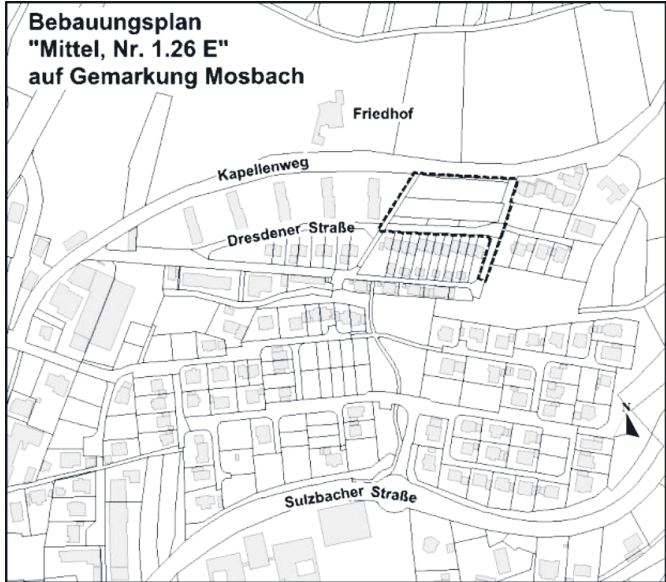 Bebauungsplan
"Mittel, Nr. 1.26 E"
auf Gemarkung Mosbach
Friedhof
Kapellenweg
Dresdener Straße
N
Sulzbacher Straße